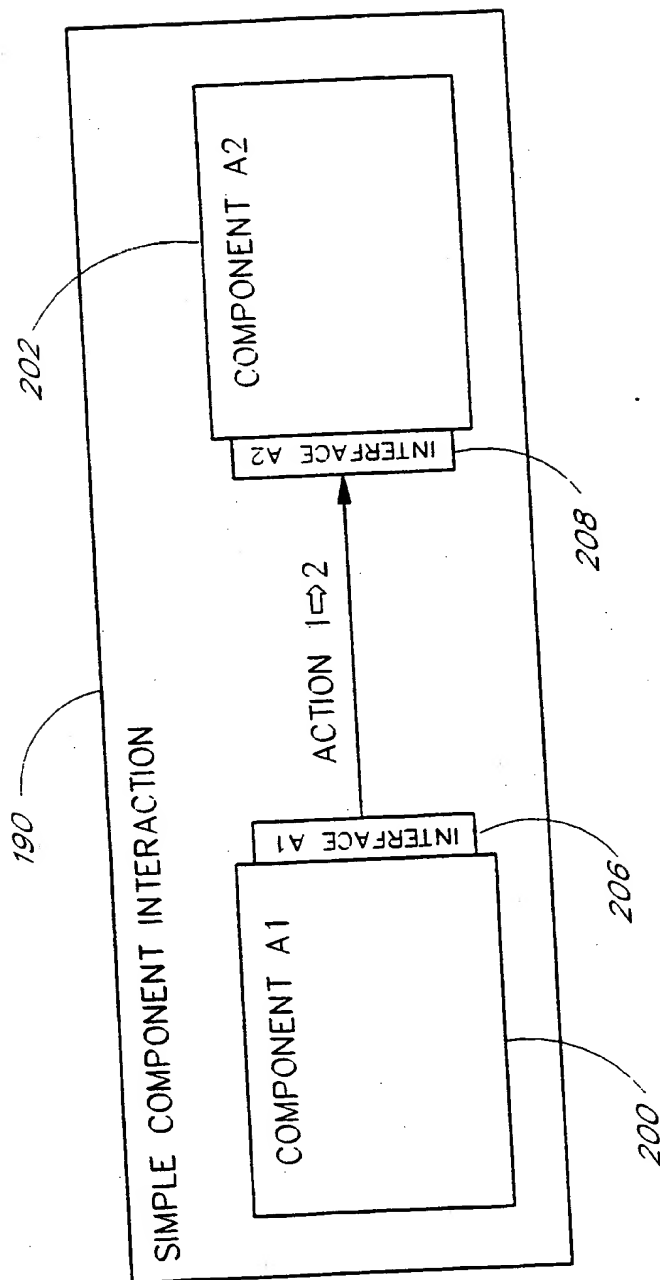 190
202
SIMPLE COMPONENT INTERACTION
COMPONENT A1
INTERFACE A1
ACTION 1⇨2
INTERFACE A2
COMPONENT A2
200
206
208